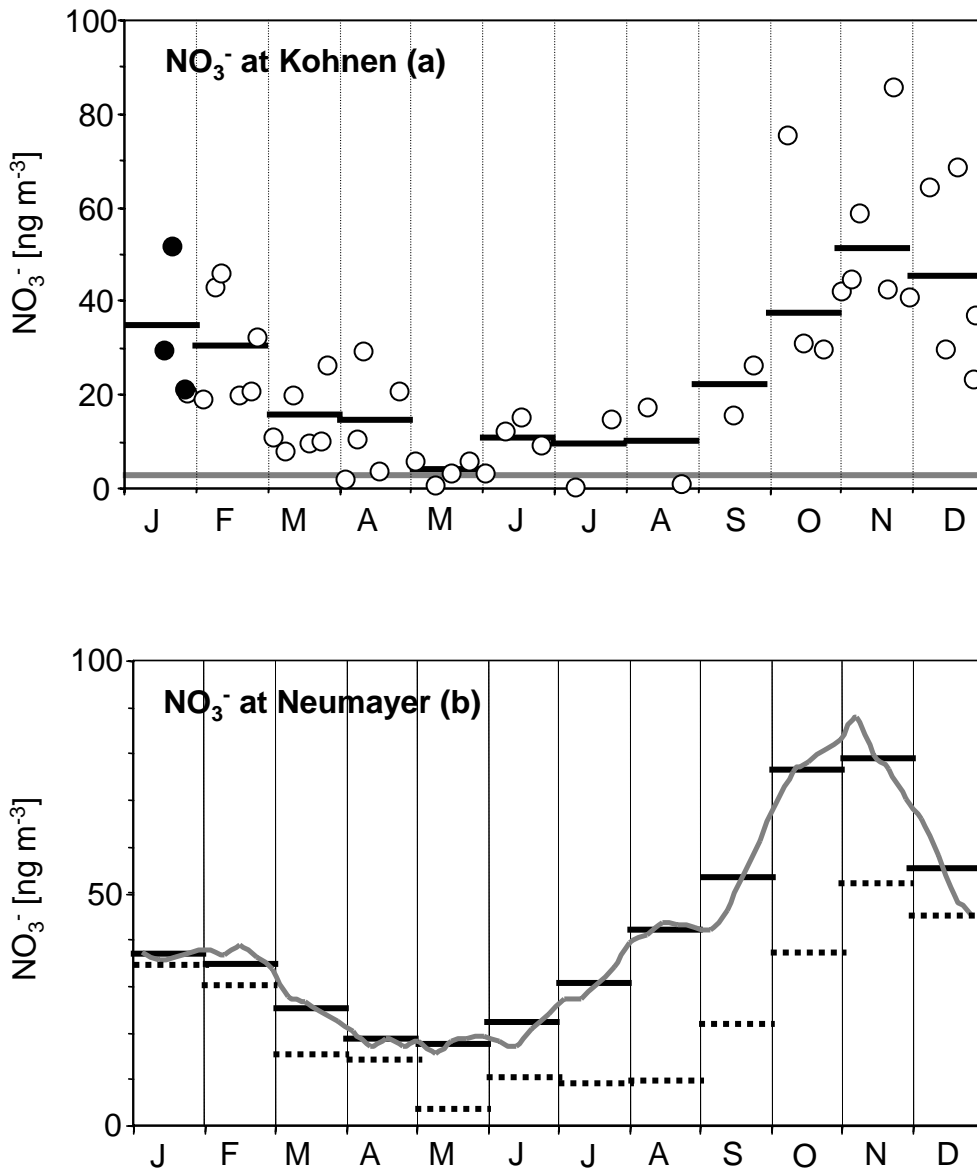 NO₃⁻ at Kohnen (a)
NO₃⁻ [ng m⁻³]
100
80
60
40
20
0
J F M A M J J A S O N D
NO₃⁻ at Neumayer (b)
NO₃⁻ [ng m⁻³]
100
50
0
J F M A M J J A S O N D